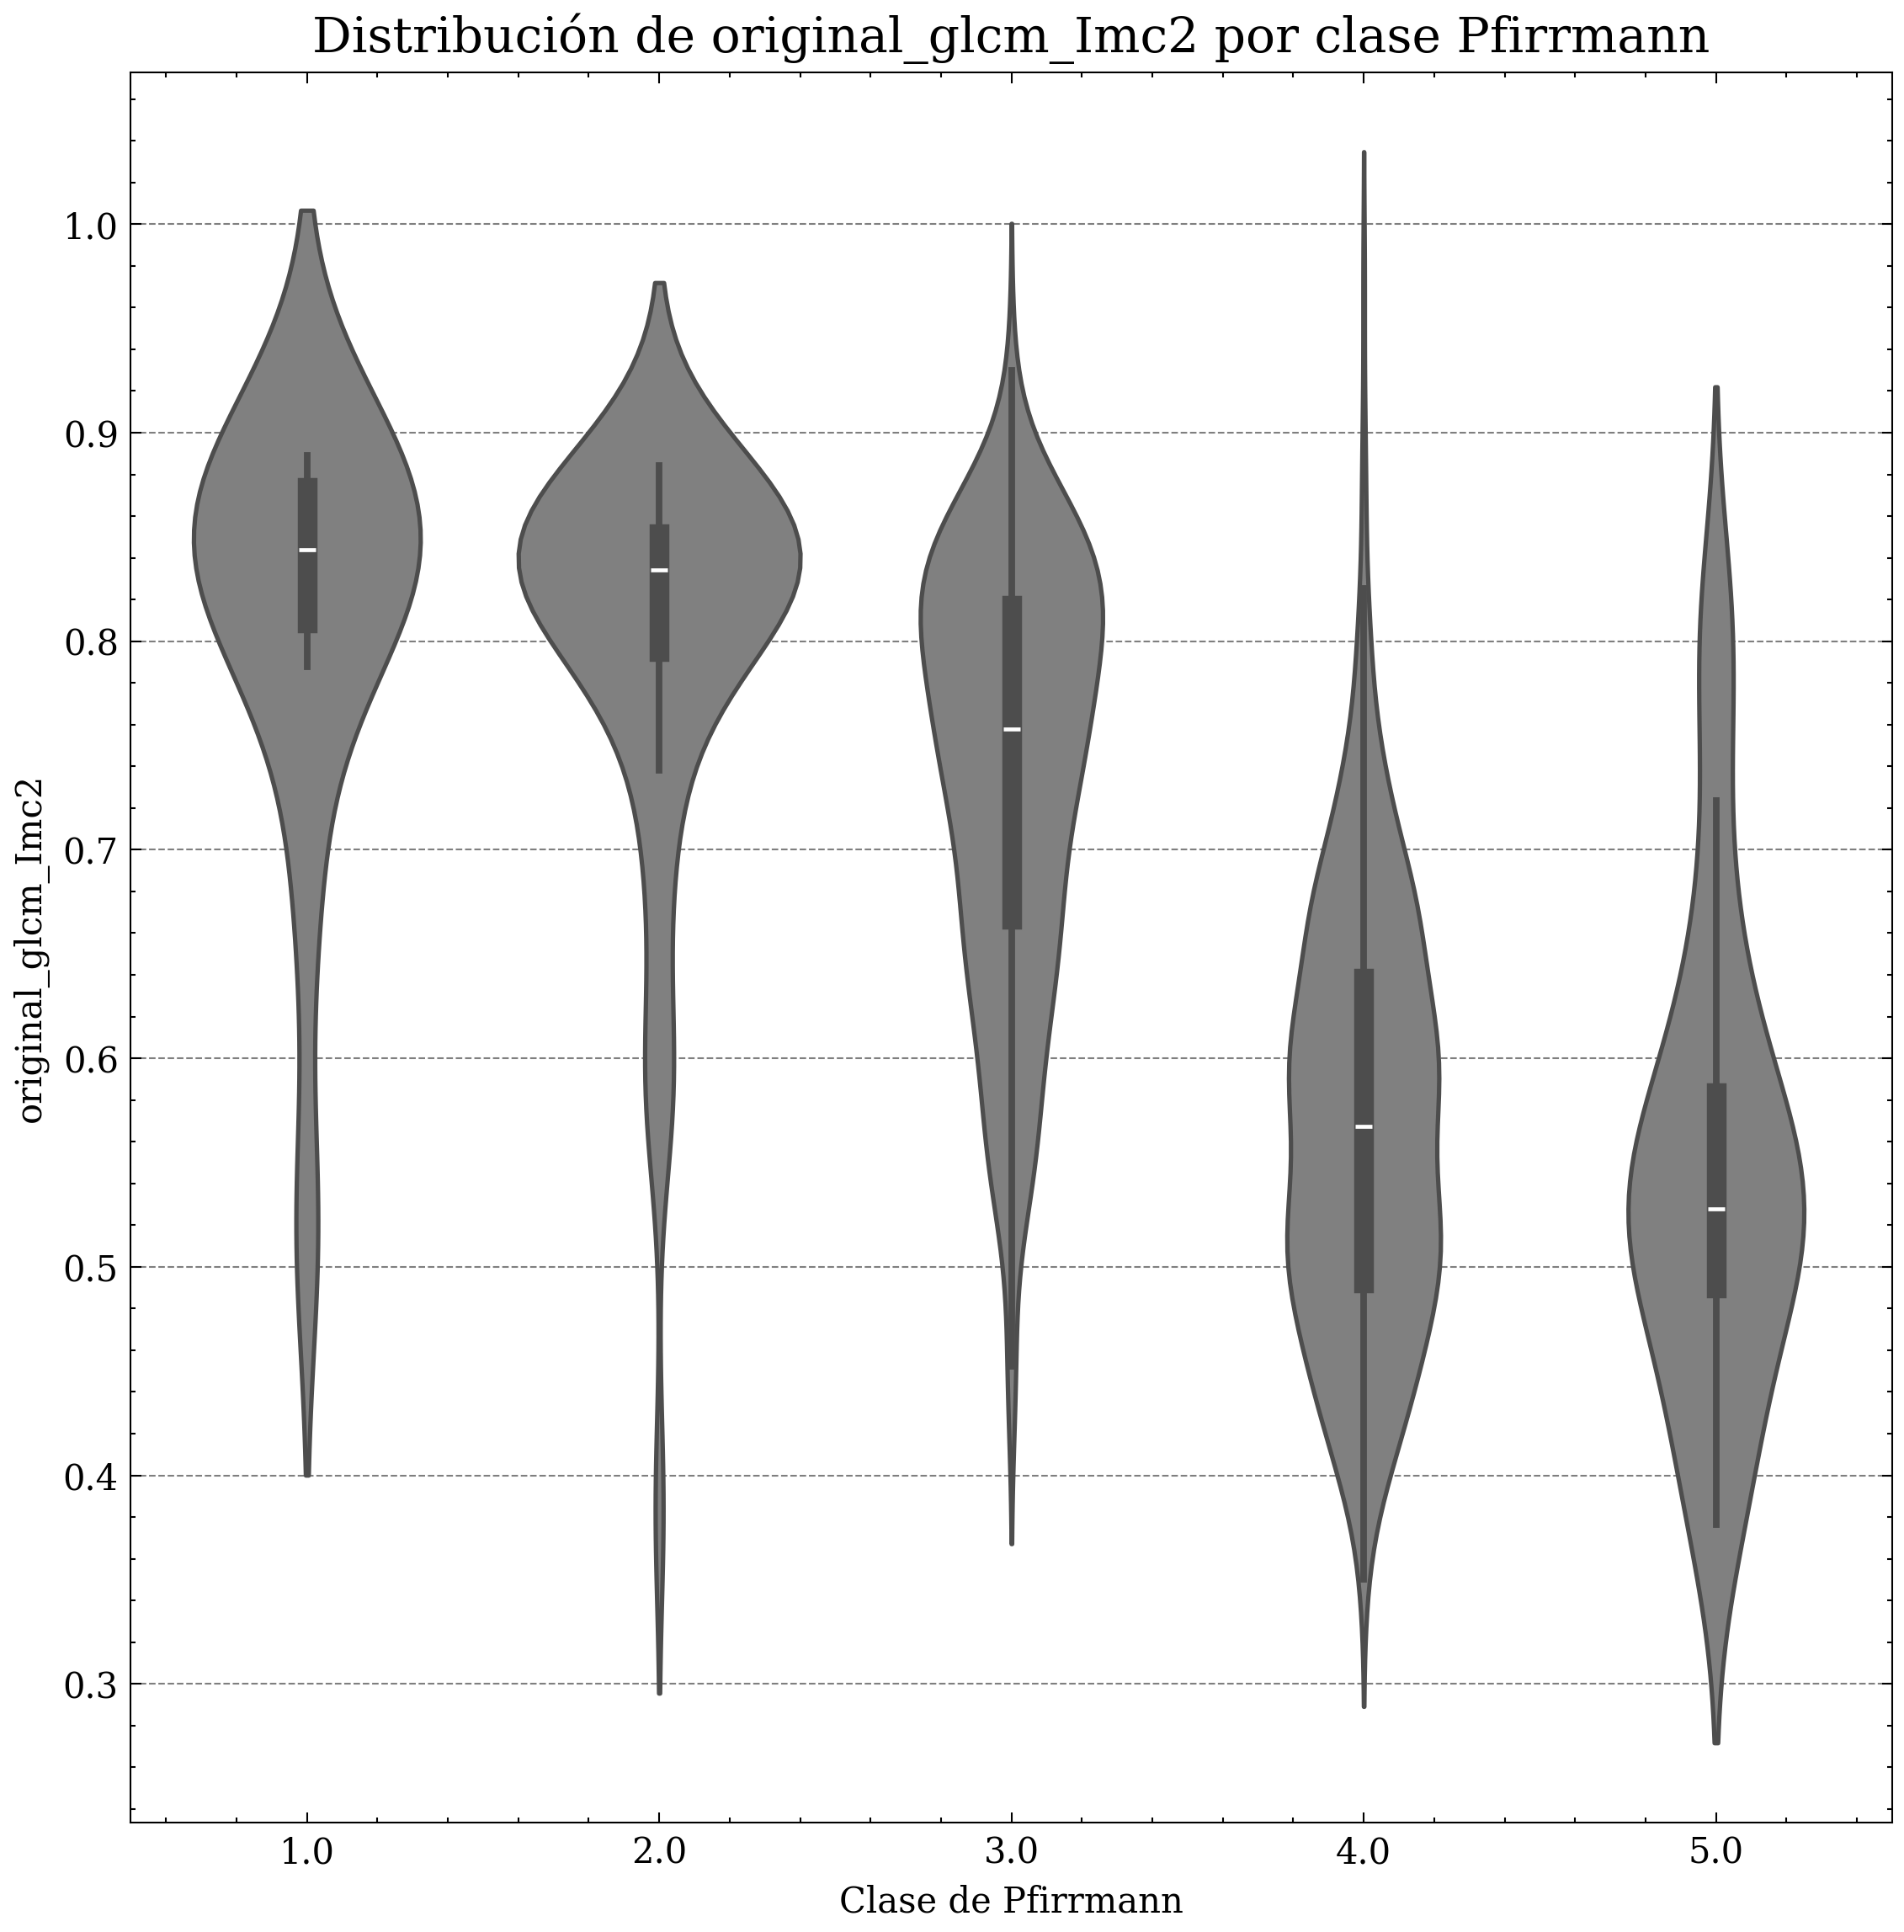 Distribución de original_glcm_Imc2 por clase Pfirrmann
original_glcm_Imc2
1.0
0.9
0.8
0.7
0.6
0.5
0.4
0.3
1.0 2.0 3.0 4.0 5.0
Clase de Pfirrmann